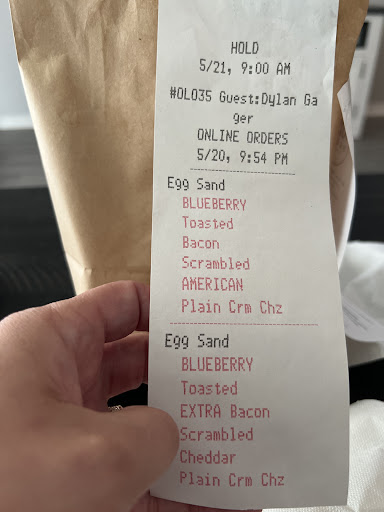 HOLD
5/21, 9:00 AM
#OLO35 Guest:Dylan Ga
ger
ONLINE ORDERS
5/20, 9:54 PM
Egg Sand
BLUEBERRY
Toasted
Bacon
Scrambled
AMERICAN
Plain Crm Chz
Egg Sand
BLUEBERRY
Toasted
EXTRA Bacon
Scrambled
Cheddar
Plain Crm Chz